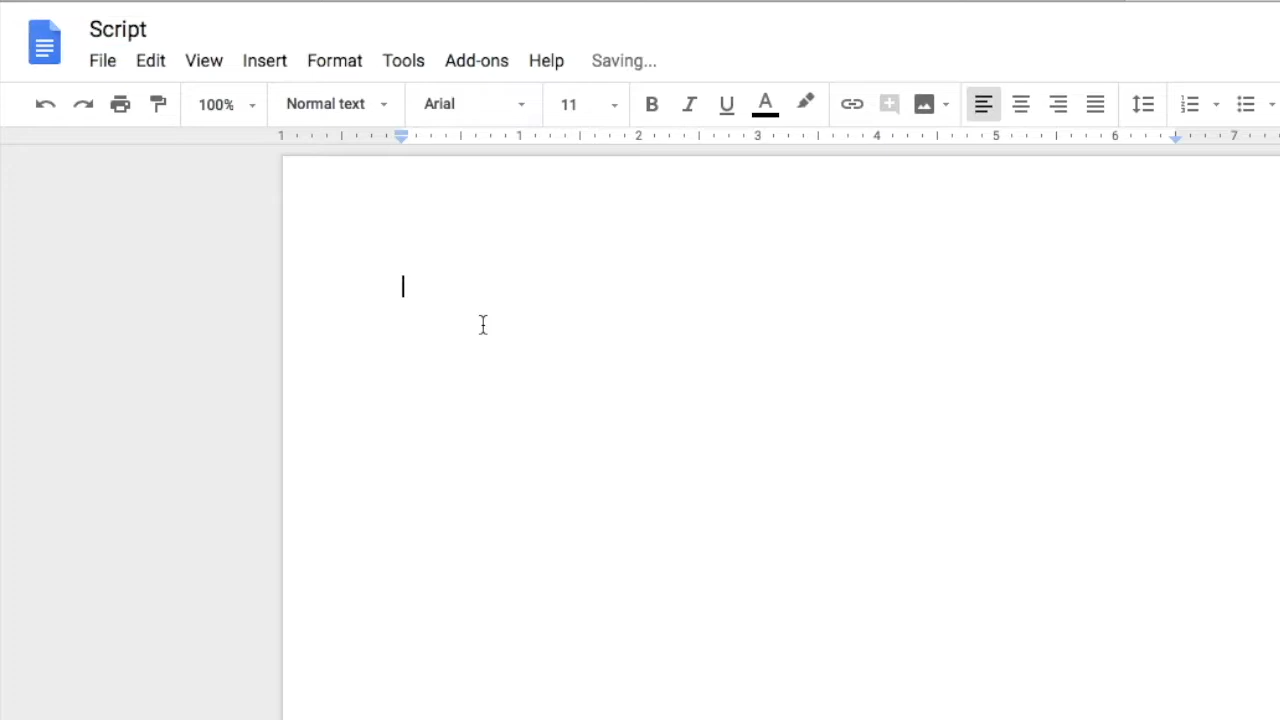 Script
File Edit View Insert Format Tools Add-ons Help Saving...
100% Normal text Arial 11 B I U A
1 1 2 3 4 5 6 7